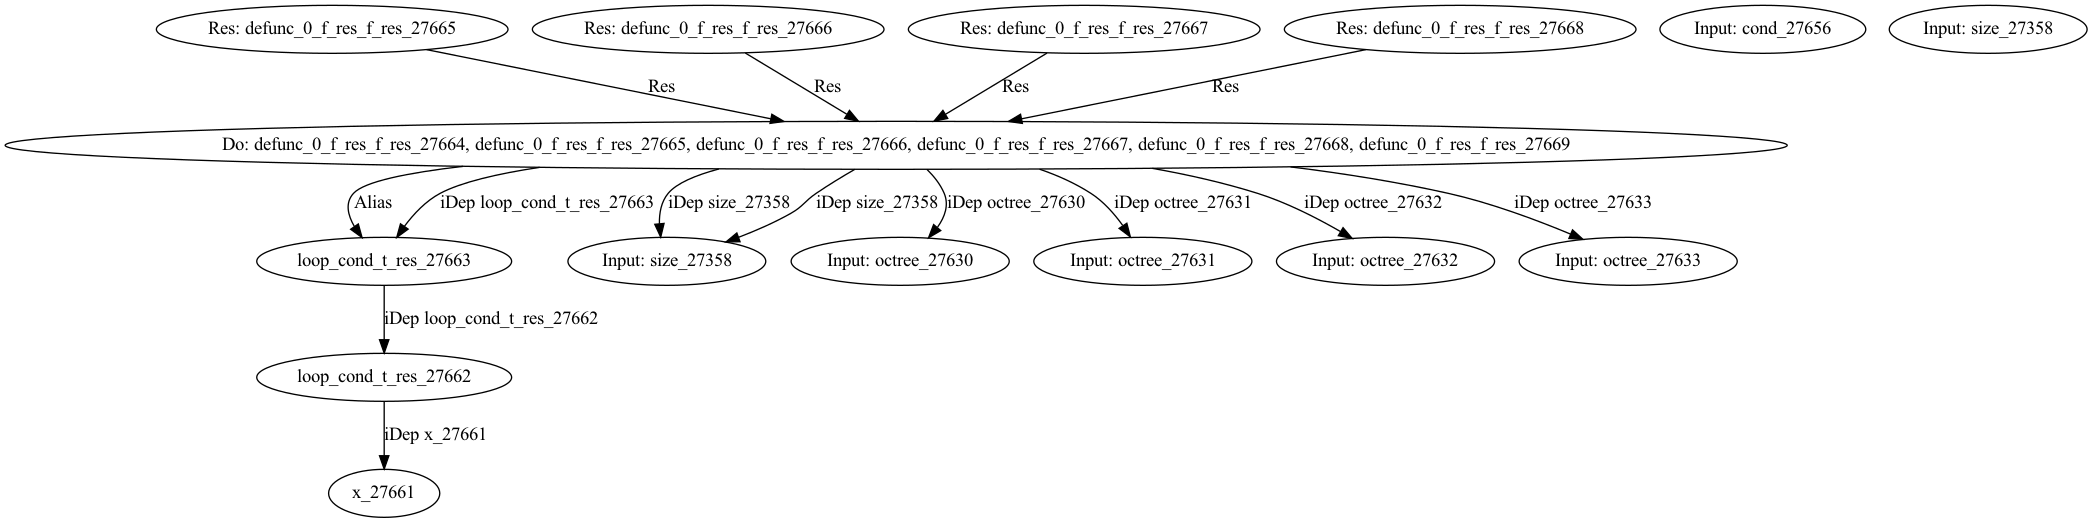 Res: defunc_0_f_res_f_res_27665
Res: defunc_0_f_res_f_res_27666
Res: defunc_0_f_res_f_res_27667
Res: defunc_0_f_res_f_res_27668
Input: cond_27656
Input: size_27358
Res
Res
Res
Res
Do: defunc_0_f_res_f_res_27664, defunc_0_f_res_f_res_27665, defunc_0_f_res_f_res_27666, defunc_0_f_res_f_res_27667, defunc_0_f_res_f_res_27668, defunc_0_f_res_f_res_27669
Alias
iDep loop_cond_t_res_27663
iDep size_27358
iDep size_27358
iDep octree_27630
iDep octree_27631
iDep octree_27632
iDep octree_27633
loop_cond_t_res_27663
Input: size_27358
Input: octree_27630
Input: octree_27631
Input: octree_27632
Input: octree_27633
iDep loop_cond_t_res_27662
loop_cond_t_res_27662
iDep x_27661
x_27661